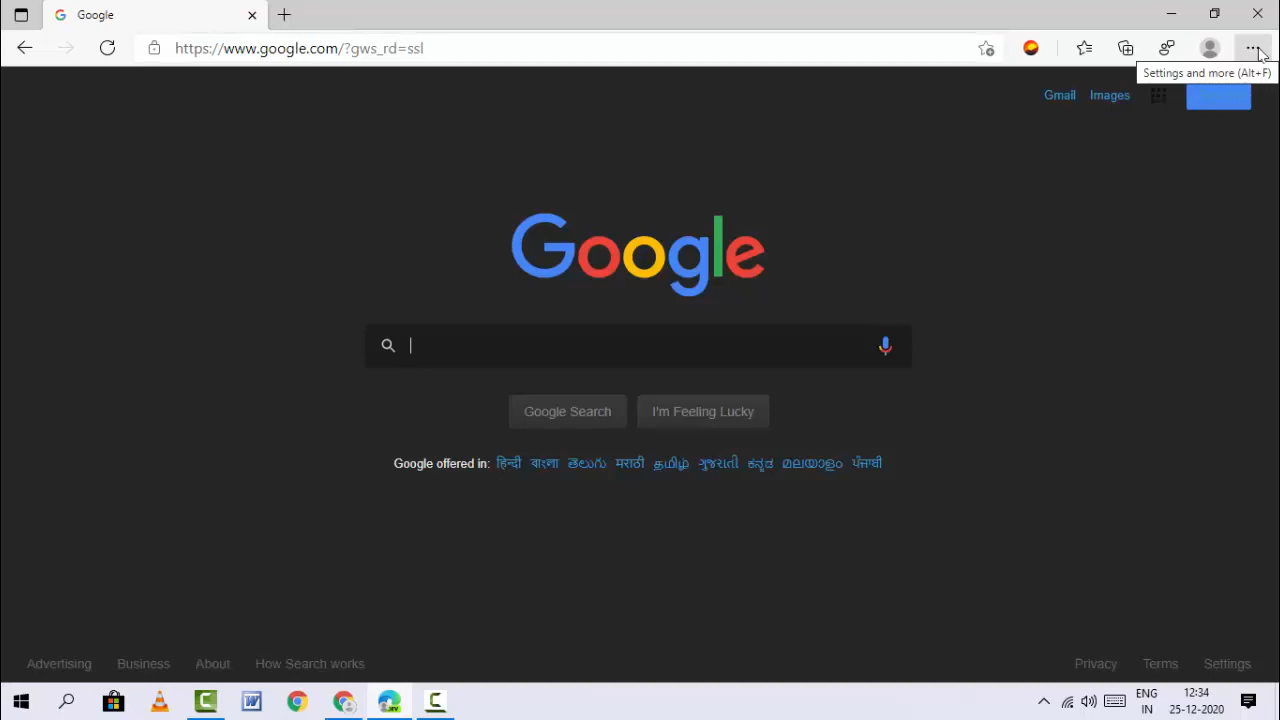 Google
https://www.google.com/?gws_rd=ssl
Settings and more (Alt+F)
Gmail Images
Google
Google Search I'm Feeling Lucky
Google offered in: हिन्दी বাংলা తెలుగు मराठी தமிழ் ગુજરાતી ಕನ್ನಡ മലയാളം ਪੰਜਾਬੀ
Advertising Business About How Search works Privacy Terms Settings
ENG 12:34
IN 25-12-2020